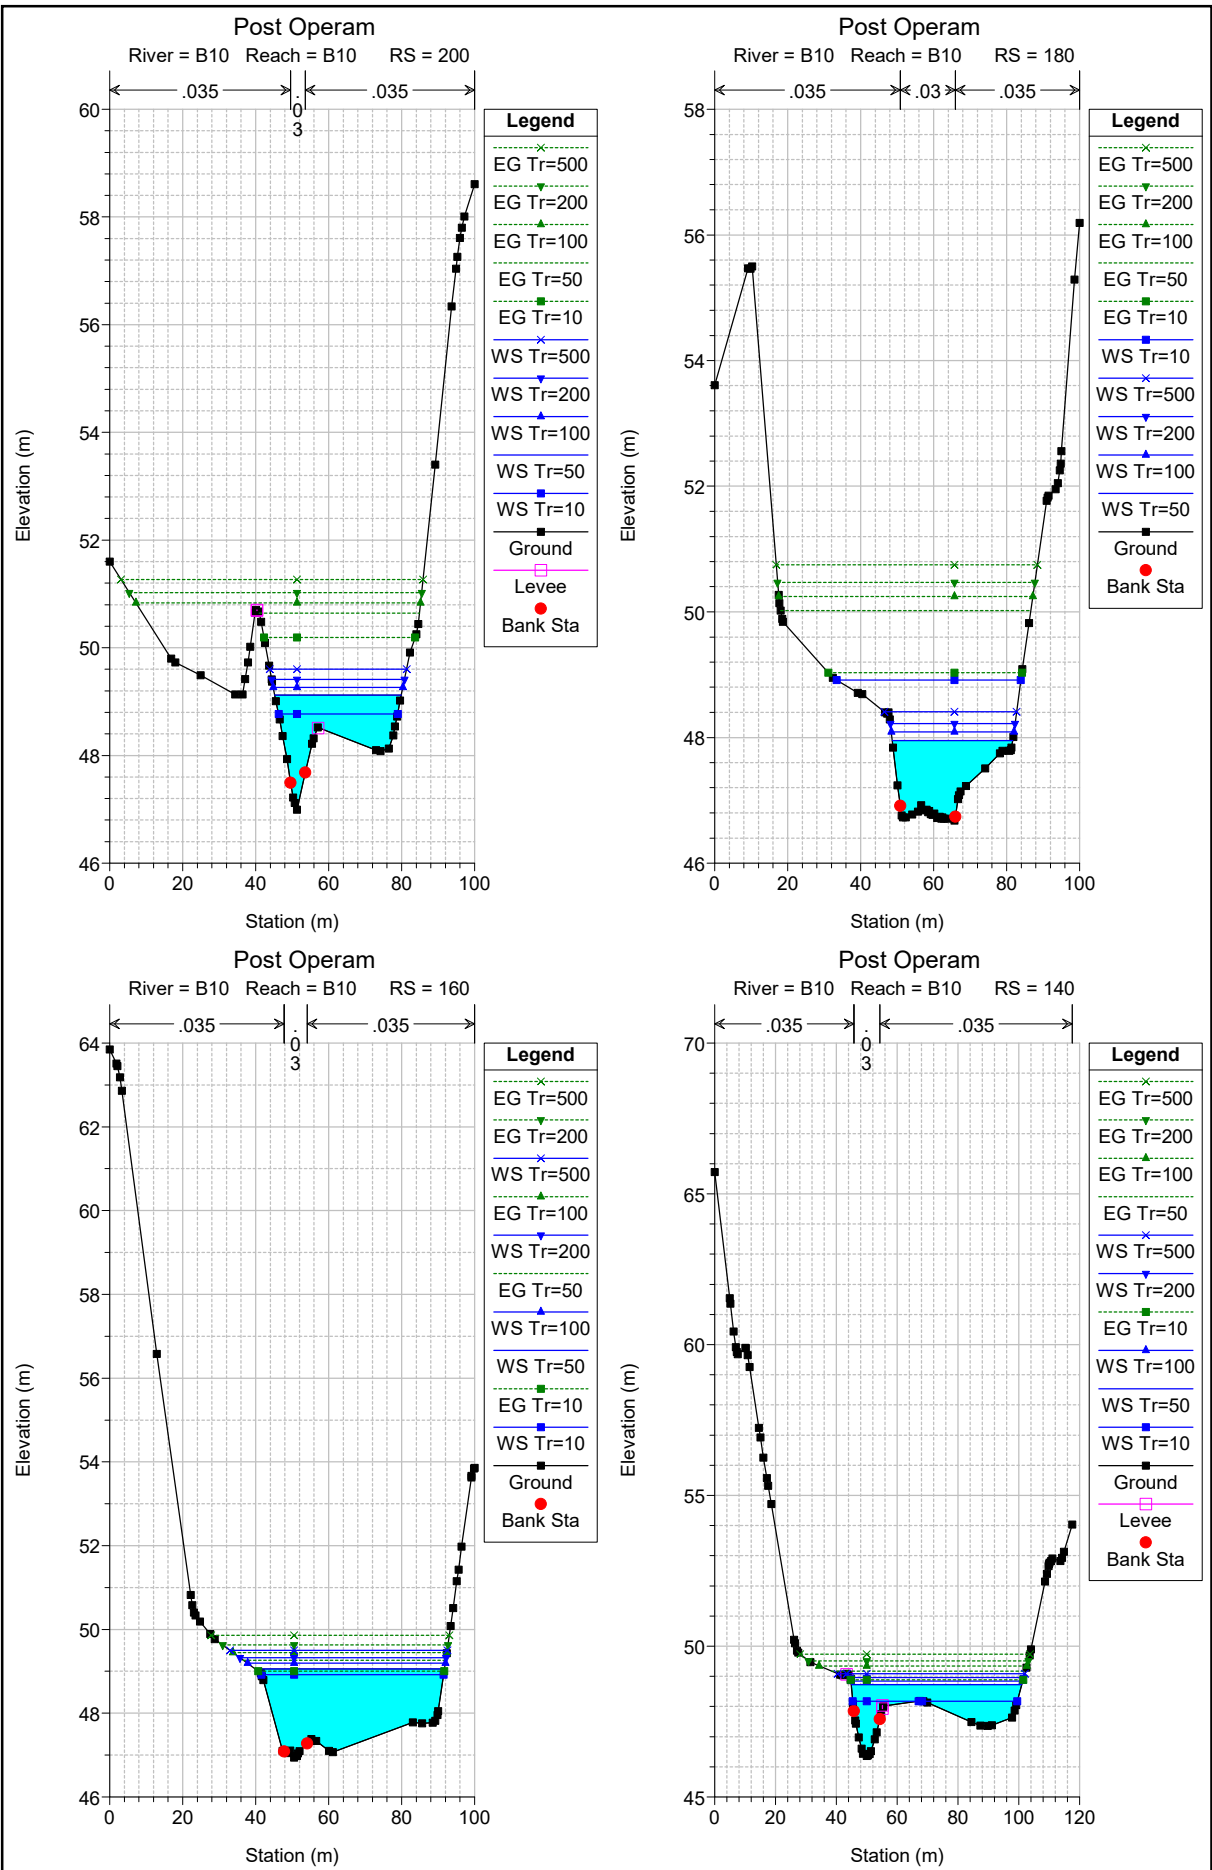 Post Operam
River = B10 Reach = B10 RS = 200
.035
.03
.035
60
58
56
54
52
50
48
46
0 20 40 60 80 100
Station (m)
Elevation (m)
Legend
EG Tr=500
EG Tr=200
EG Tr=100
EG Tr=50
EG Tr=10
WS Tr=500
WS Tr=200
WS Tr=100
WS Tr=50
WS Tr=10
Ground
Levee
Bank Sta
Post Operam
River = B10 Reach = B10 RS = 180
.035
.03
.035
58
56
54
52
50
48
46
0 20 40 60 80 100
Station (m)
Elevation (m)
Legend
EG Tr=500
EG Tr=200
EG Tr=100
EG Tr=50
EG Tr=10
WS Tr=10
WS Tr=500
WS Tr=200
WS Tr=100
WS Tr=50
Ground
Bank Sta
Post Operam
River = B10 Reach = B10 RS = 160
.035
.03
.035
64
62
60
58
56
54
52
50
48
46
0 20 40 60 80 100
Station (m)
Elevation (m)
Legend
EG Tr=500
EG Tr=200
WS Tr=500
EG Tr=100
WS Tr=200
EG Tr=50
WS Tr=100
WS Tr=50
EG Tr=10
WS Tr=10
Ground
Bank Sta
Post Operam
River = B10 Reach = B10 RS = 140
.035
.03
.035
70
65
60
55
50
45
0 20 40 60 80 100 120
Station (m)
Elevation (m)
Legend
EG Tr=500
EG Tr=200
EG Tr=100
EG Tr=50
WS Tr=500
WS Tr=200
EG Tr=10
WS Tr=100
WS Tr=50
WS Tr=10
Ground
Levee
Bank Sta